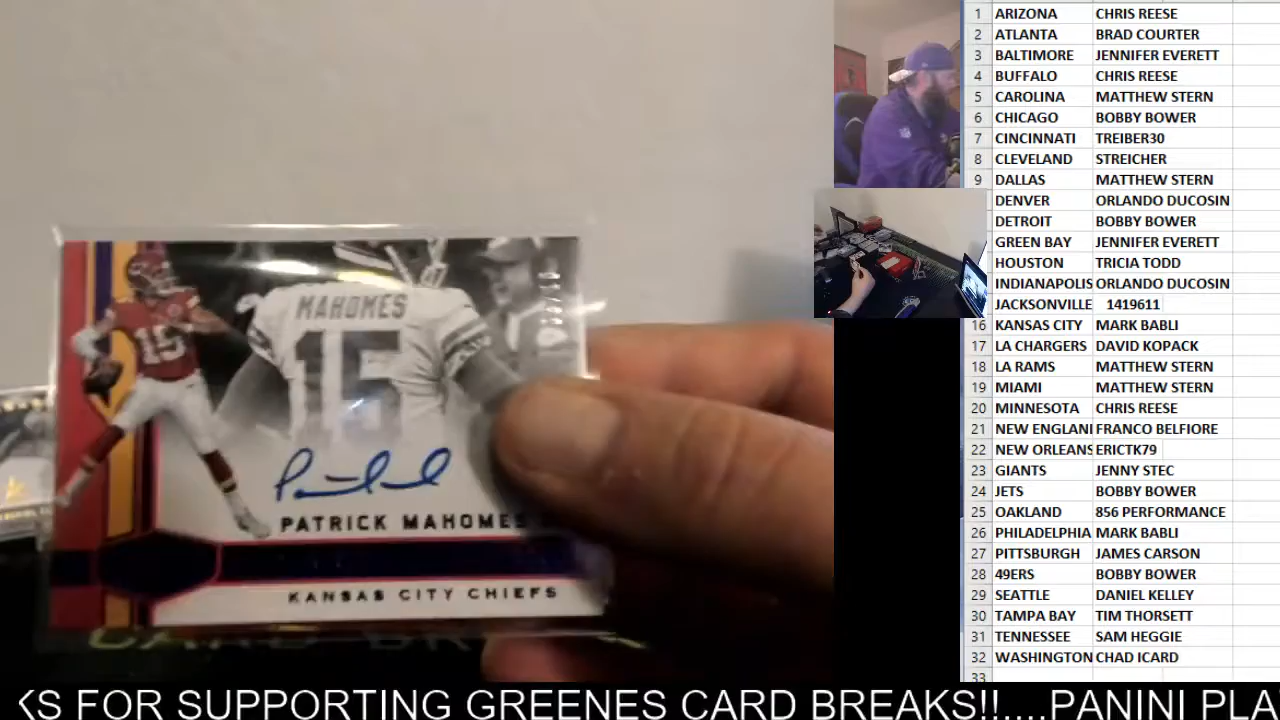 MAHOMES
15
15
PATRICK MAHOMES
KANSAS CITY CHIEFS
1 ARIZONA CHRIS REESE
2 ATLANTA BRAD COURTER
3 BALTIMORE JENNIFER EVERETT
4 BUFFALO CHRIS REESE
5 CAROLINA MATTHEW STERN
6 CHICAGO BOBBY BOWER
7 CINCINNATI TREIBER30
8 CLEVELAND STREICHER
9 DALLAS MATTHEW STERN
DENVER ORLANDO DUCOSIN
DETROIT BOBBY BOWER
GREEN BAY JENNIFER EVERETT
HOUSTON TRICIA TODD
INDIANAPOLIS ORLANDO DUCOSIN
JACKSONVILLE 1419611
16 KANSAS CITY MARK BABLI
17 LA CHARGERS DAVID KOPACK
18 LA RAMS MATTHEW STERN
19 MIAMI MATTHEW STERN
20 MINNESOTA CHRIS REESE
21 NEW ENGLANI FRANCO BELFIORE
22 NEW ORLEANS ERICTK79
23 GIANTS JENNY STEC
24 JETS BOBBY BOWER
25 OAKLAND 856 PERFORMANCE
26 PHILADELPHIA MARK BABLI
27 PITTSBURGH JAMES CARSON
28 49ERS BOBBY BOWER
29 SEATTLE DANIEL KELLEY
30 TAMPA BAY TIM THORSETT
31 TENNESSEE SAM HEGGIE
32 WASHINGTON CHAD ICARD
33
KS FOR SUPPORTING GREENES CARD BREAKS!!....PANINI PLA